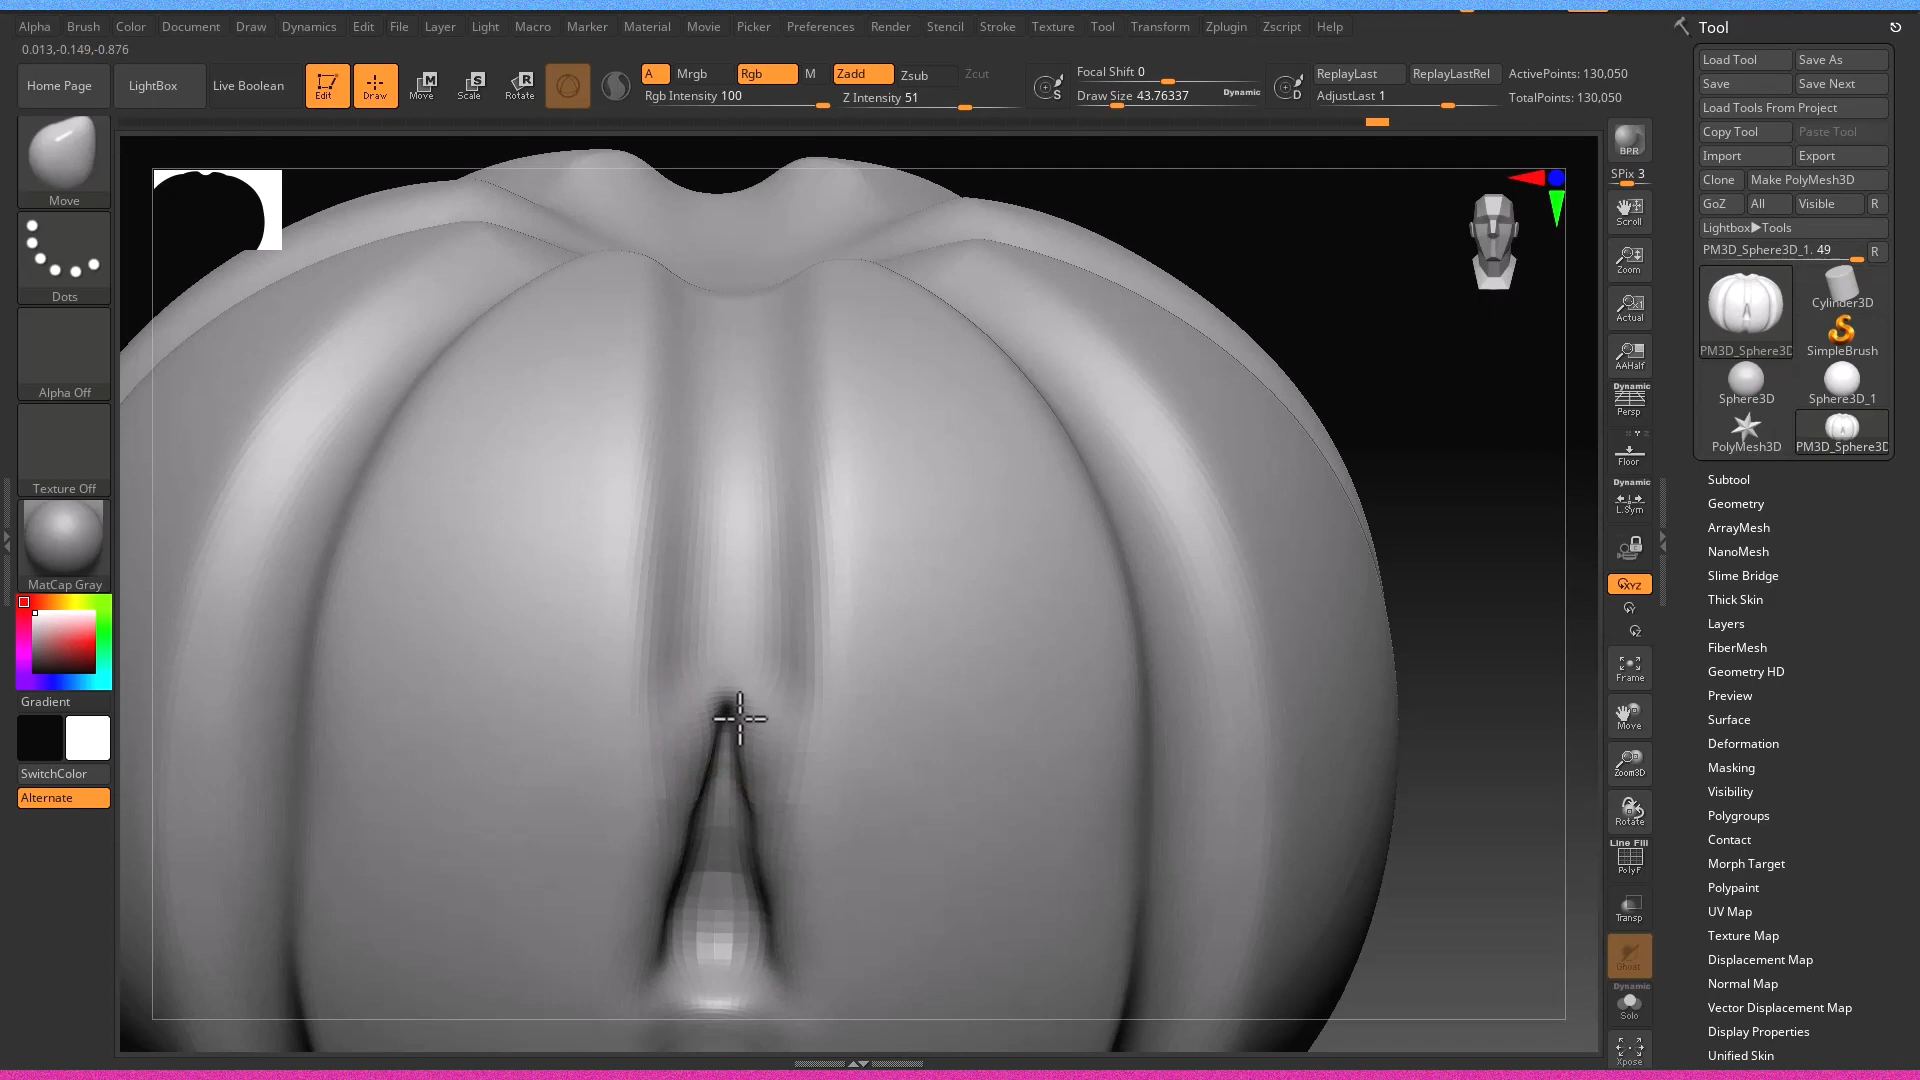 Alpha Brush Color Document Draw Dynamics Edit File Layer Light Macro Marker Material Movie Picker Preferences Render Stencil Stroke Texture Tool Transform Zplugin Zscript Help
0.013,-0.149,-0.876
Home Page
LightBox
Live Boolean
Edit
Draw
Move
Scale
Rotate
A
Mrgb
Rgb
M
Rgb Intensity 100
Zadd
Zsub
Zcut
Z Intensity 51
S
Focal Shift 0
Draw Size 43.76337
Dynamic
D
ReplayLast
ReplayLastRel
AdjustLast 1
ActivePoints: 130,050
TotalPoints: 130,050
Move
Dots
Alpha Off
Texture Off
MatCap Gray
Gradient
SwitchColor
Alternate
BPR
SPix 3
Scroll
Zoom
Actual
AAHalf
Dynamic
Persp
Floor
Dynamic
L.Sym
XYZ
Y
Z
Frame
Move
Zoom3D
Rotate
Line Fill
PolyF
Transp
Ghost
Dynamic
Solo
Xpose
Tool
Load Tool
Save As
Save
Save Next
Load Tools From Project
Copy Tool
Paste Tool
Import
Export
Clone
Make PolyMesh3D
GoZ
All
Visible
R
Lightbox▶Tools
PM3D_Sphere3D_1. 49
R
Cylinder3D
PM3D_Sphere3D
SimpleBrush
Sphere3D
Sphere3D_1
PolyMesh3D
PM3D_Sphere3D
Subtool
Geometry
ArrayMesh
NanoMesh
Slime Bridge
Thick Skin
Layers
FiberMesh
Geometry HD
Preview
Surface
Deformation
Masking
Visibility
Polygroups
Contact
Morph Target
Polypaint
UV Map
Texture Map
Displacement Map
Normal Map
Vector Displacement Map
Display Properties
Unified Skin